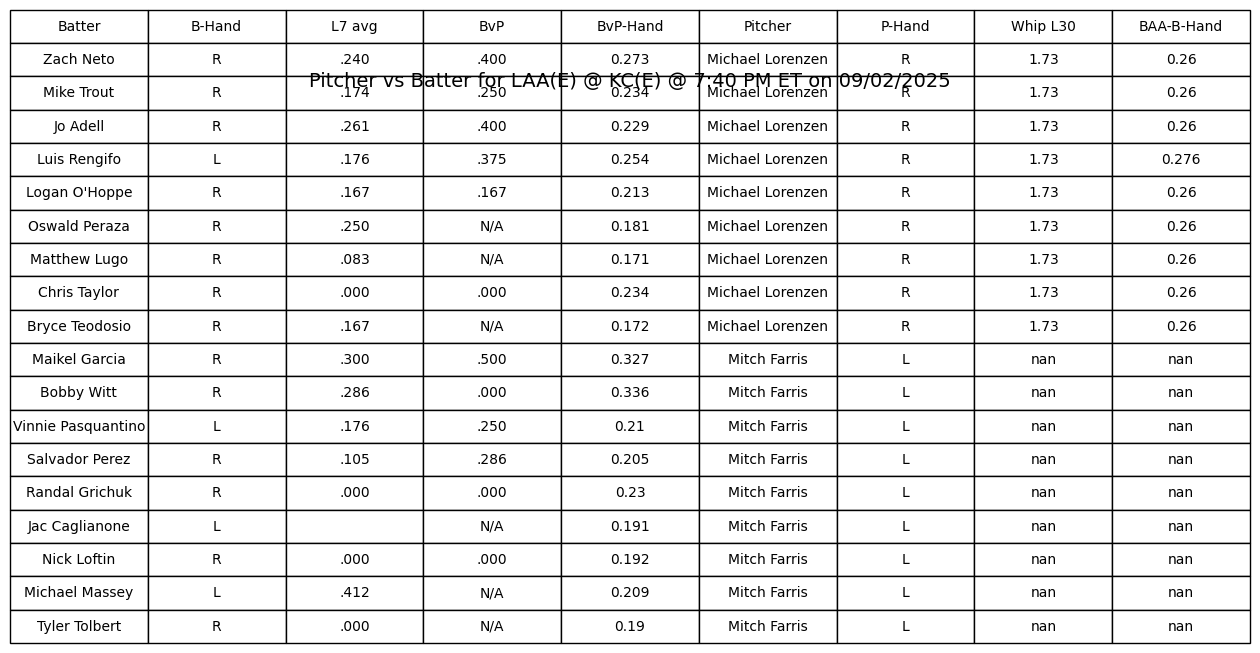 Batter B-Hand L7 avg BvP BvP-Hand Pitcher P-Hand Whip L30 BAA-B-Hand
Zach Neto R .240 .400 0.273 Michael Lorenzen R 1.73 0.26
Pitcher vs Batter for LAA(E) @ KC(E) @ 7:40 PM ET on 09/02/2025
Mike Trout R .174 .250 0.234 Michael Lorenzen R 1.73 0.26
Jo Adell R .261 .400 0.229 Michael Lorenzen R 1.73 0.26
Luis Rengifo L .176 .375 0.254 Michael Lorenzen R 1.73 0.276
Logan O'Hoppe R .167 .167 0.213 Michael Lorenzen R 1.73 0.26
Oswald Peraza R .250 N/A 0.181 Michael Lorenzen R 1.73 0.26
Matthew Lugo R .083 N/A 0.171 Michael Lorenzen R 1.73 0.26
Chris Taylor R .000 .000 0.234 Michael Lorenzen R 1.73 0.26
Bryce Teodosio R .167 N/A 0.172 Michael Lorenzen R 1.73 0.26
Maikel Garcia R .300 .500 0.327 Mitch Farris L nan nan
Bobby Witt R .286 .000 0.336 Mitch Farris L nan nan
Vinnie Pasquantino L .176 .250 0.21 Mitch Farris L nan nan
Salvador Perez R .105 .286 0.205 Mitch Farris L nan nan
Randal Grichuk R .000 .000 0.23 Mitch Farris L nan nan
Jac Caglianone L N/A 0.191 Mitch Farris L nan nan
Nick Loftin R .000 .000 0.192 Mitch Farris L nan nan
Michael Massey L .412 N/A 0.209 Mitch Farris L nan nan
Tyler Tolbert R .000 N/A 0.19 Mitch Farris L nan nan